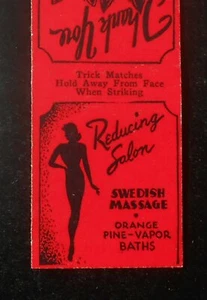 Thank You
Trick Matches
Hold Away From Face
When Striking
Reducing
Salon
SWEDISH
MASSAGE
ORANGE
PINE-VAPOR
BATHS